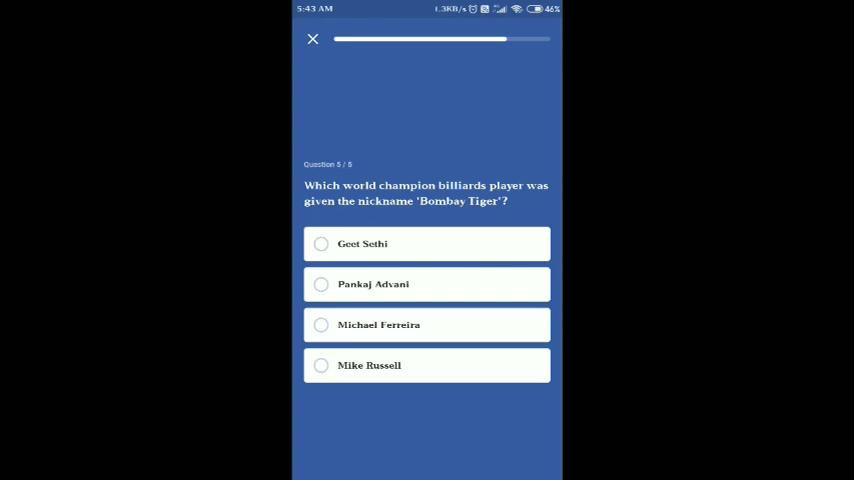 5:43 AM
1.3KB/s
46%
Question 5 / 5
Which world champion billiards player was
given the nickname 'Bombay Tiger'?
Geet Sethi
Pankaj Advani
Michael Ferreira
Mike Russell